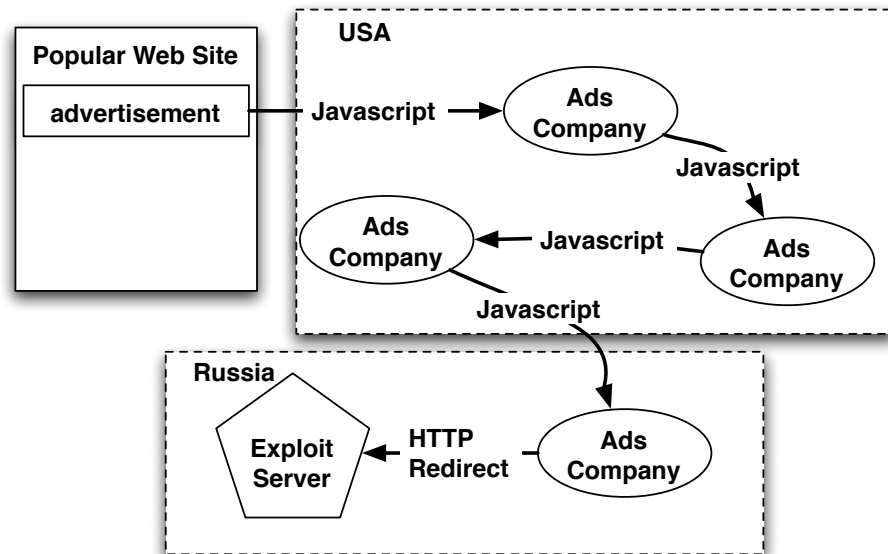 Popular Web Site
advertisement
USA
Javascript
Ads
Company
Javascript
Ads
Company
Javascript
Ads
Company
Javascript
Russia
Ads
Company
HTTP
Redirect
Exploit
Server